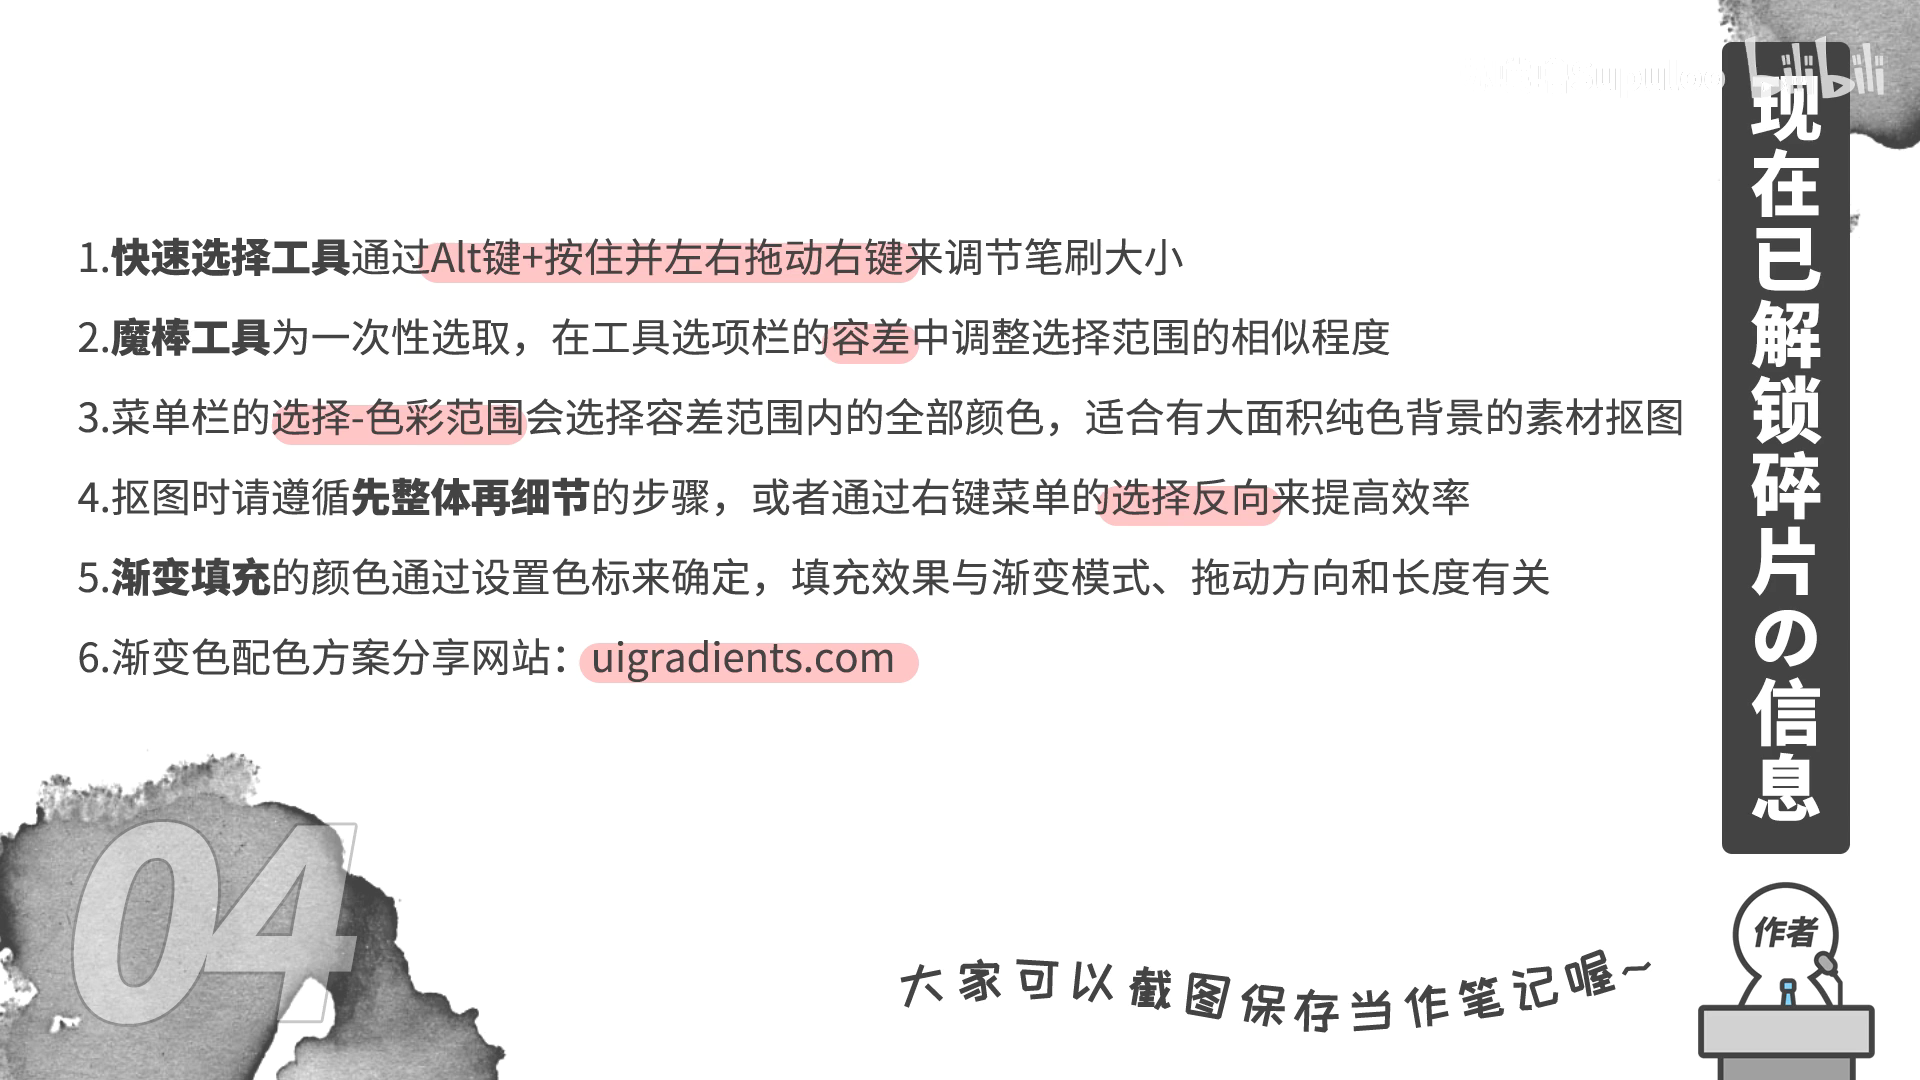 bilibili
现在已解锁碎片の信息
1.快速选择工具通过Alt键+按住并左右拖动右键来调节笔刷大小
2.魔棒工具为一次性选取，在工具选项栏的容差中调整选择范围的相似程度
3.菜单栏的选择-色彩范围会选择容差范围内的全部颜色，适合有大面积纯色背景的素材抠图
4.抠图时请遵循先整体再细节的步骤，或者通过右键菜单的选择反向来提高效率
5.渐变填充的颜色通过设置色标来确定，填充效果与渐变模式、拖动方向和长度有关
6.渐变色配色方案分享网站：uigradients.com
04
大家可以截图保存当作笔记喔~
作者